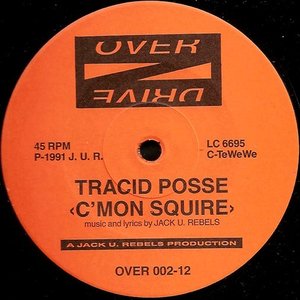 OVER
DRIVE
45 RPM
P-1991 J. U. R.
LC 6695
C-TeWeWe
TRACID POSSE
‹C'MON SQUIRE›
music and lyrics by JACK U. REBELS
A JACK U. REBELS PRODUCTION
OVER 002-12